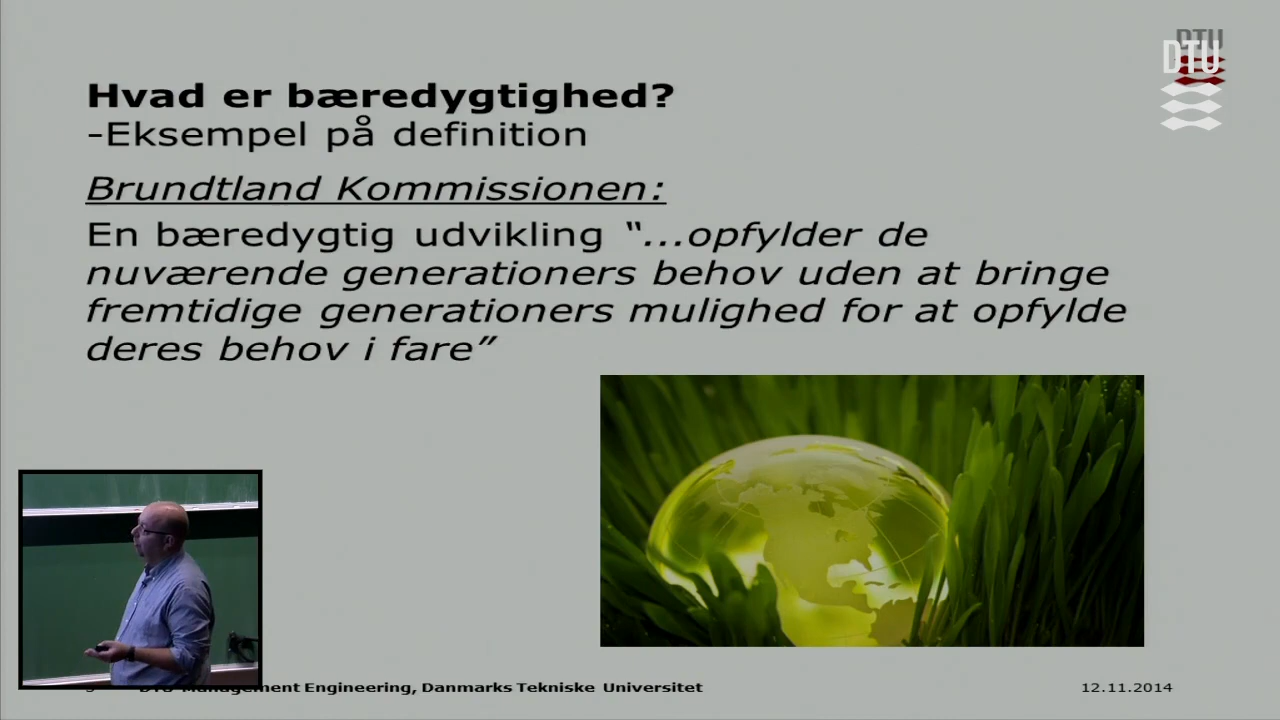 DTU
DTU
Hvad er bæredygtighed?
-Eksempel på definition
Brundtland Kommissionen:
En bæredygtig udvikling “...opfylder de
nuværende generationers behov uden at bringe
fremtidige generationers mulighed for at opfylde
deres behov i fare”
DTU Management Engineering, Danmarks Tekniske Universitet
12.11.2014